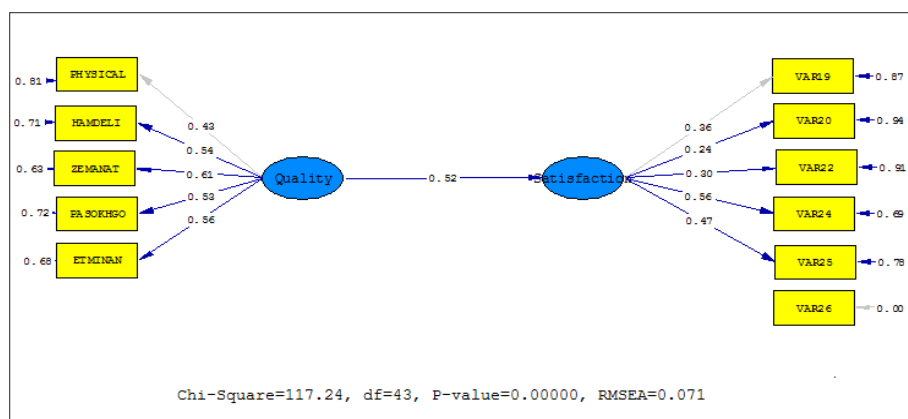 PHYSICAL
HAMDELI
ZEMANAT
PASOKHGO
ETMINAN
0.81
0.71
0.63
0.72
0.68
0.43
0.54
0.61
0.53
0.56
Quality
0.52
Satisfaction
0.36
0.24
0.30
0.56
0.47
VAR19
VAR20
VAR22
VAR24
VAR25
VAR26
0.87
0.94
0.91
0.69
0.78
0.00
Chi-Square=117.24, df=43, P-value=0.00000, RMSEA=0.071